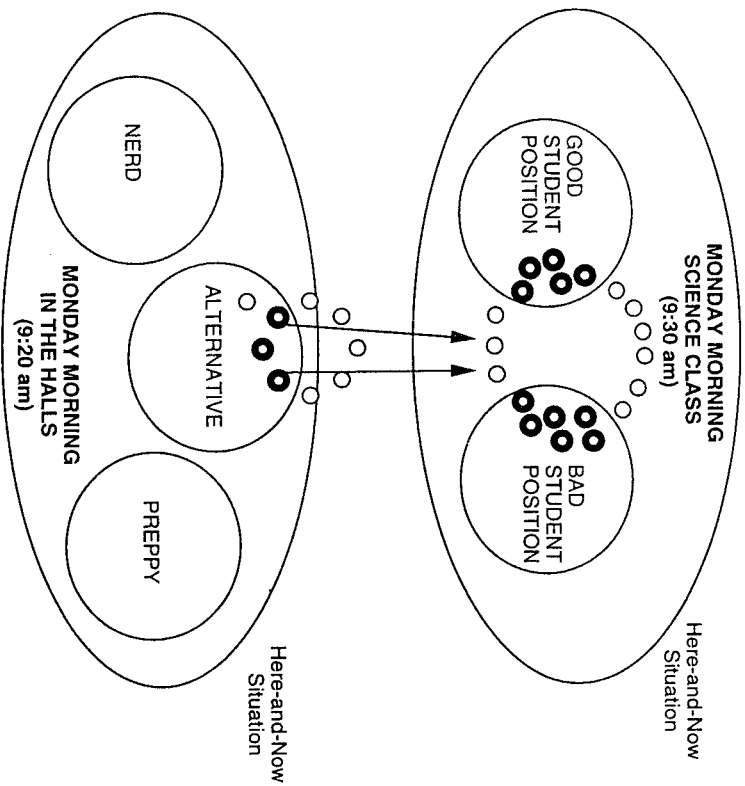 MONDAY MORNING
SCIENCE CLASS
(9:30 am)
GOOD
STUDENT
POSITION
BAD
STUDENT
POSITION
Here-and-Now
Situation
NERD
ALTERNATIVE
PREPPY
MONDAY MORNING
IN THE HALLS
(9:20 am)
Here-and-Now
Situation